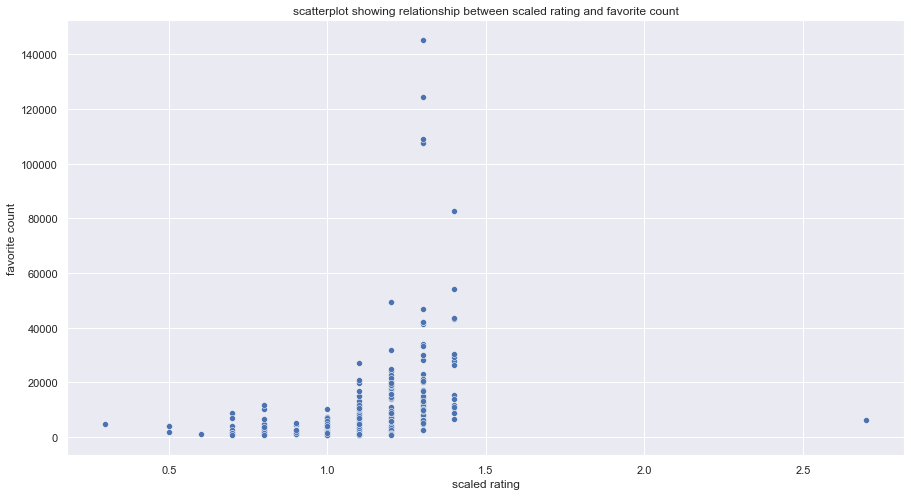 scatterplot showing relationship between scaled rating and favorite count
140000
120000
100000
80000
60000
40000
20000
0
favorite count
0.5 1.0 1.5 2.0 2.5
scaled rating